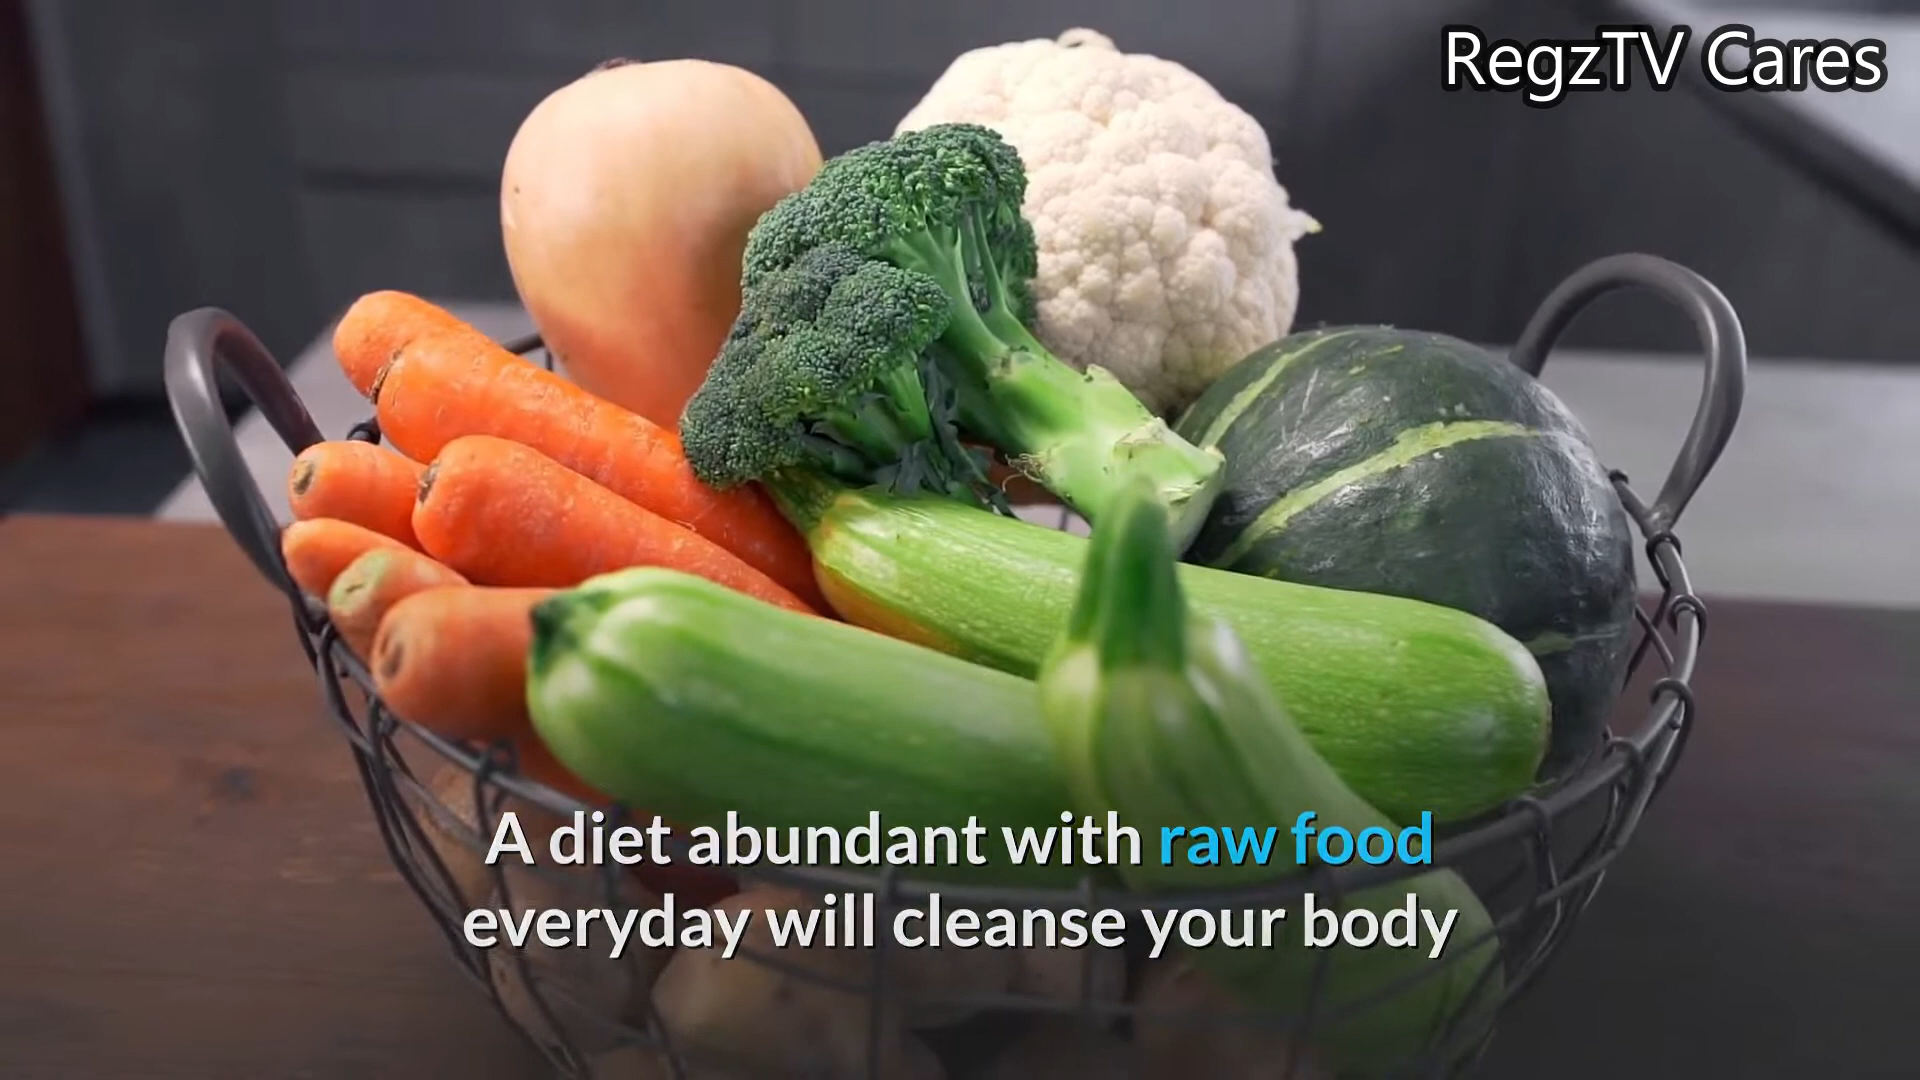 RegzTV Cares
A diet abundant with raw food
everyday will cleanse your body